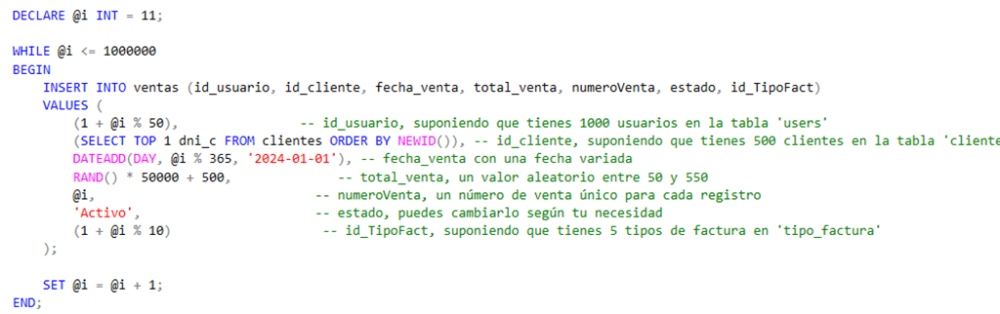 DECLARE @i INT = 11;
WHILE @i <= 1000000
BEGIN
INSERT INTO ventas (id_usuario, id_cliente, fecha_venta, total_venta, numeroVenta, estado, id_TipoFact)
VALUES (
(1 + @i % 50), -- id_usuario, suponiendo que tienes 1000 usuarios en la tabla 'users'
(SELECT TOP 1 dni_c FROM clientes ORDER BY NEWID()), -- id_cliente, suponiendo que tienes 500 clientes en la tabla 'cliente
DATEADD(DAY, @i % 365, '2024-01-01'), -- fecha_venta con una fecha variada
RAND() * 50000 + 500, -- total_venta, un valor aleatorio entre 50 y 550
@i, -- numeroVenta, un número de venta único para cada registro
'Activo', -- estado, puedes cambiarlo según tu necesidad
(1 + @i % 10) -- id_TipoFact, suponiendo que tienes 5 tipos de factura en 'tipo_factura'
);
SET @i = @i + 1;
END;